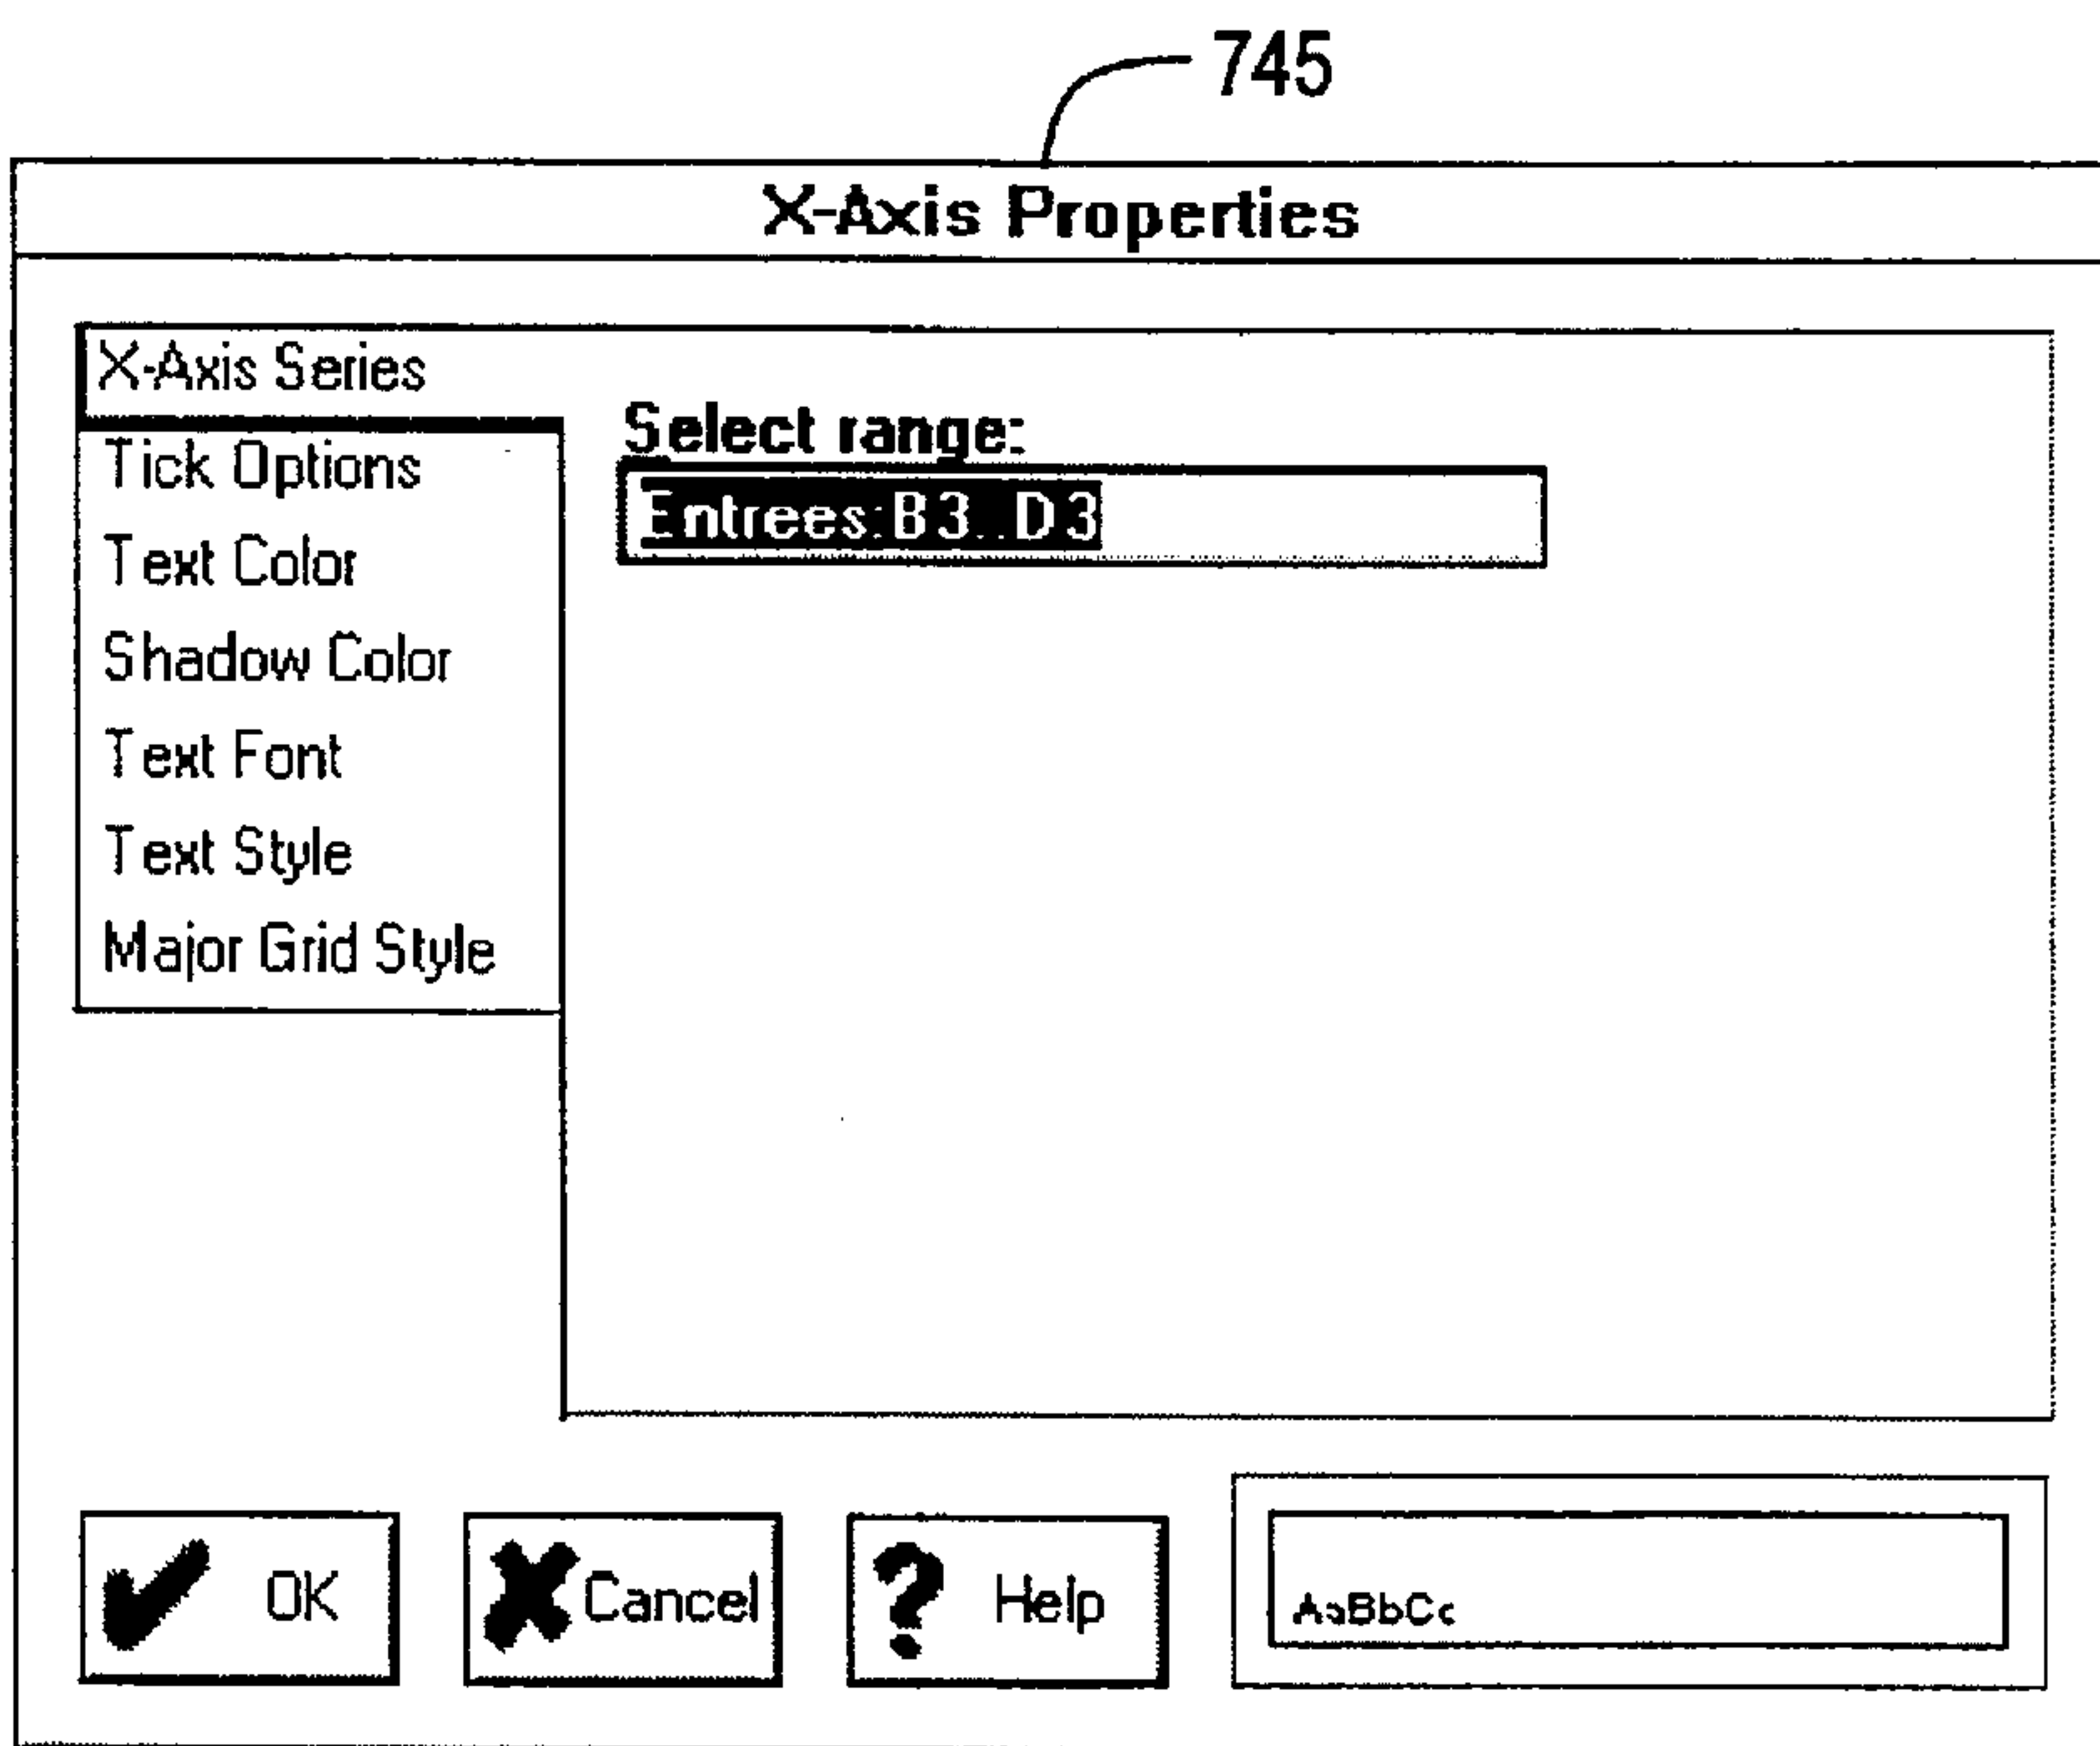 745
X-Axis Properties
X-Axis Series
Select range:
Entrees:B3..D3
Tick Options
Text Color
Shadow Color
Text Font
Text Style
Major Grid Style
OK
Cancel
? Help
AaBbCc